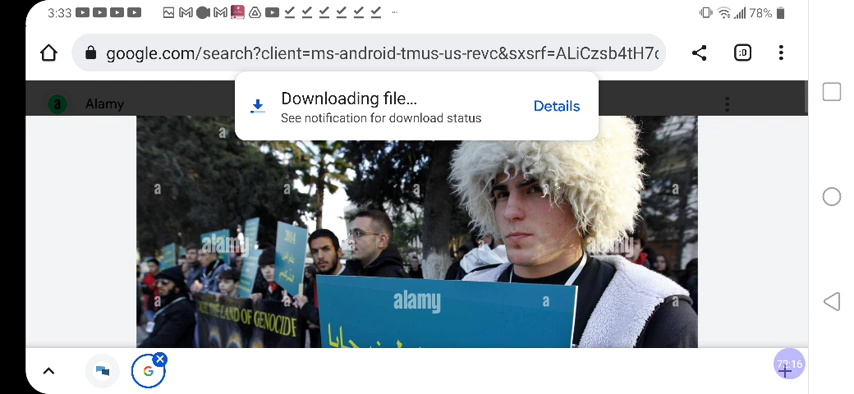 3:33
78%
google.com/search?client=ms-android-tmus-us-revc&sxsrf=ALiCzsb4tH7
:D
Downloading file...
See notification for download status
Details
a Alamy
a
a a a a a
alamy alamy
2014
THE LAND OF GENOCIDE
a alamy a a
G
+